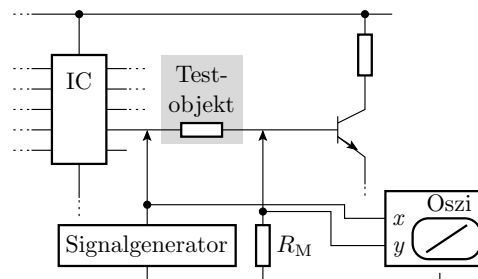 IC
Test-
objekt
Oszi
x
y
Signalgenerator
R_M